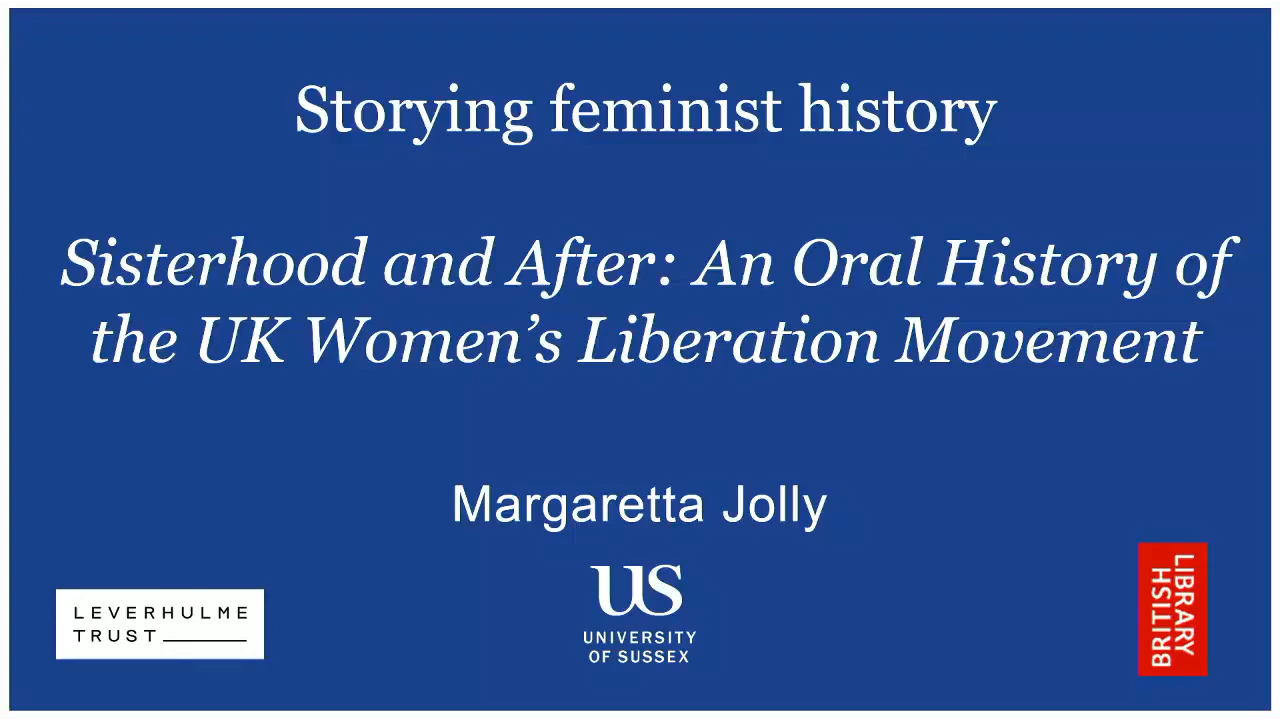 Storying feminist history
Sisterhood and After: An Oral History of
the UK Women’s Liberation Movement
Margaretta Jolly
LEVERHULME
TRUST
US
UNIVERSITY
OF SUSSEX
BRITISH
LIBRARY